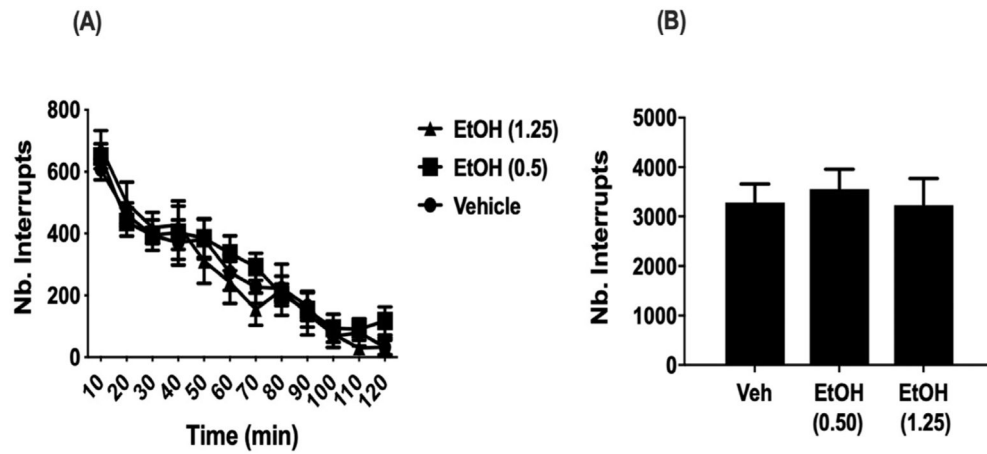 (A)
Nb. Interrupts
800
600
400
200
0
10 20 30 40 50 60 70 80 90 100 110 120
Time (min)
EtOH (1.25)
EtOH (0.5)
Vehicle
(B)
Nb. Interrupts
5000
4000
3000
2000
1000
0
Veh EtOH EtOH
(0.50) (1.25)